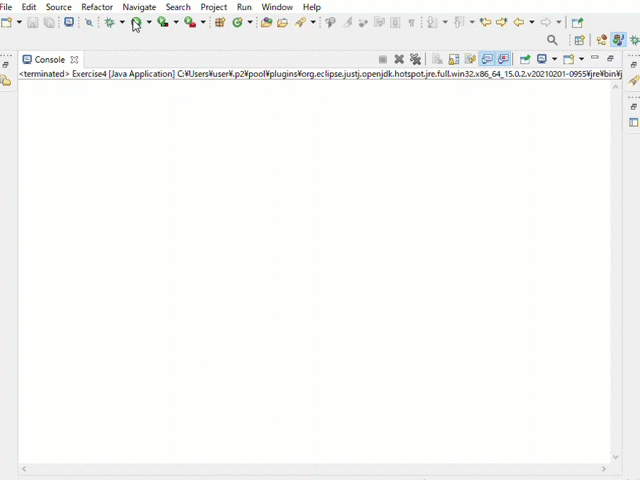 File Edit Source Refactor Navigate Search Project Run Window Help
Console
<terminated> Exercise4 [Java Application] C:¥Users¥user¥.p2¥pool¥plugins¥org.eclipse.justj.openjdk.hotspot.jre.full.win32.x86_64_15.0.2.v20210201-0955¥jre¥bin¥j